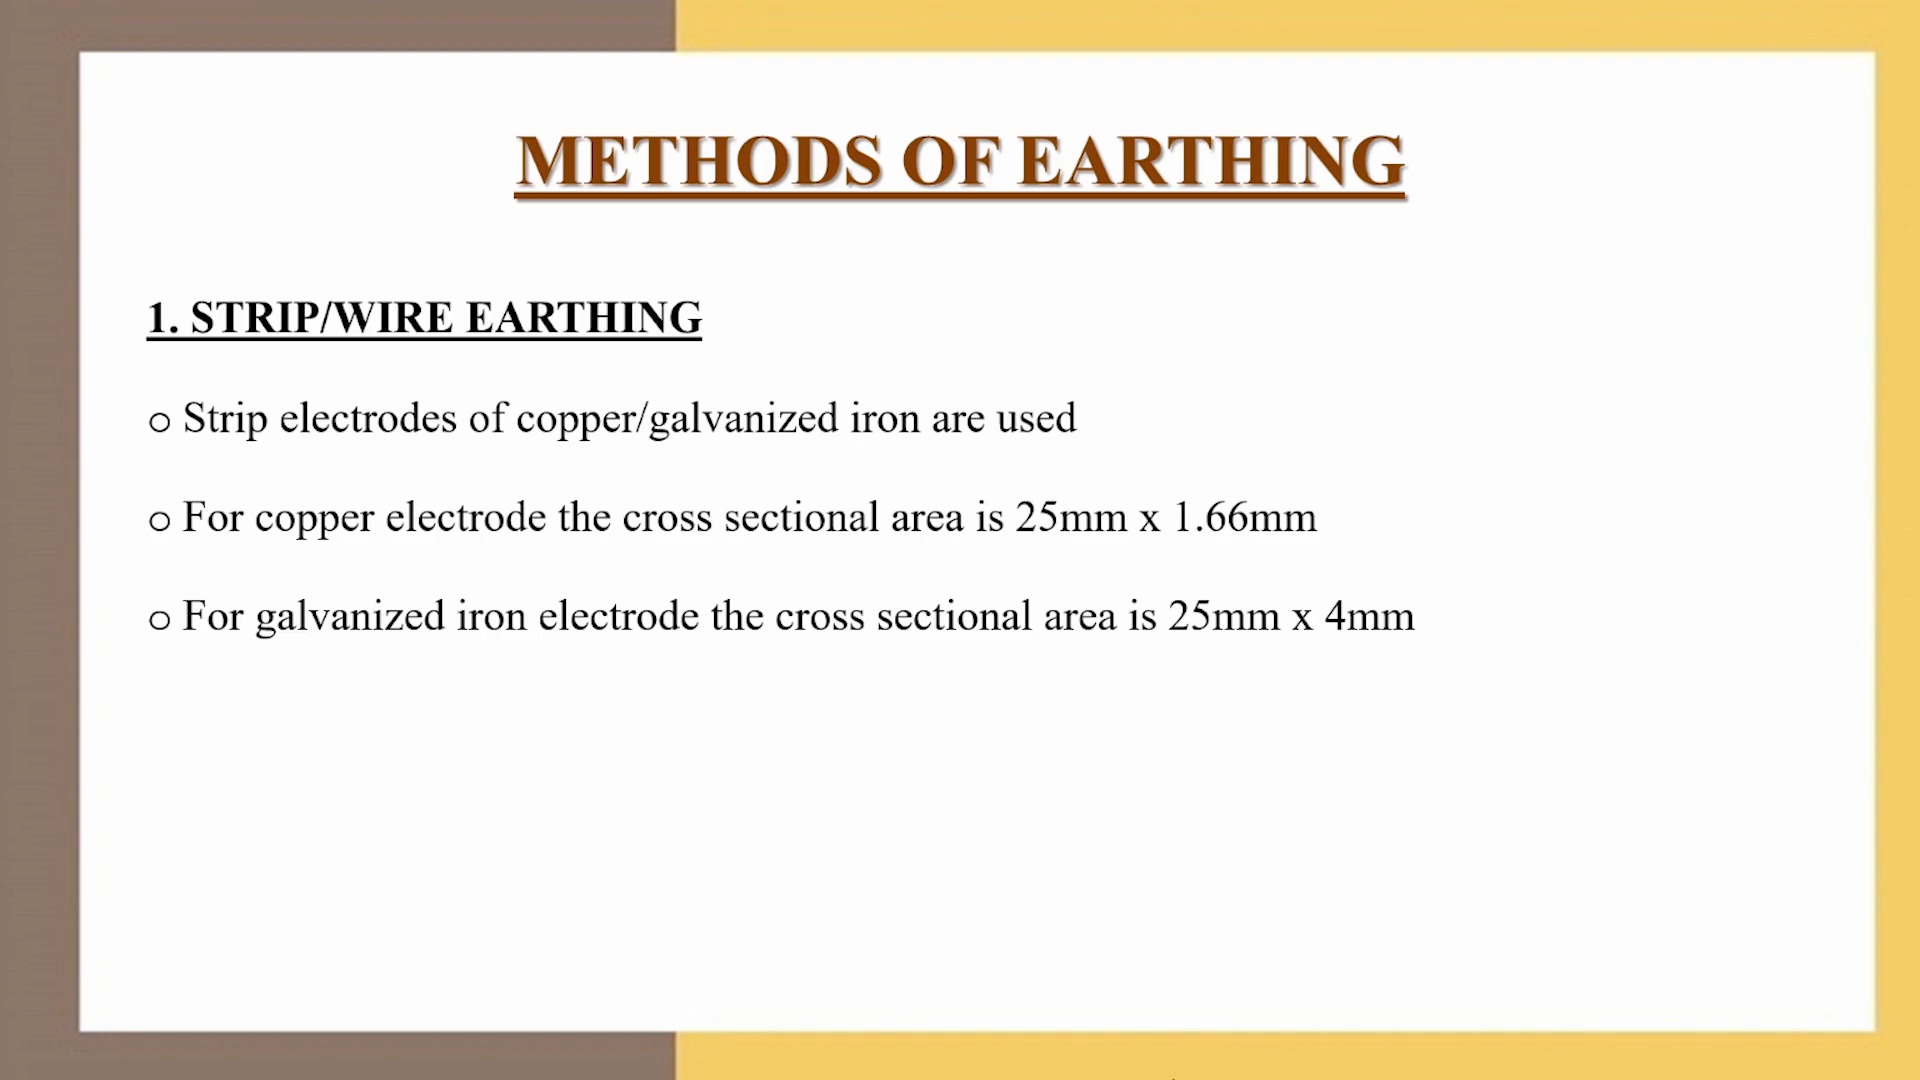 METHODS OF EARTHING
1. STRIP/WIRE EARTHING
o Strip electrodes of copper/galvanized iron are used
o For copper electrode the cross sectional area is 25mm x 1.66mm
o For galvanized iron electrode the cross sectional area is 25mm x 4mm